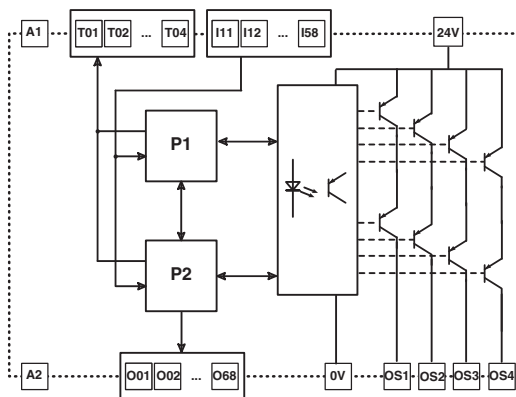 A1 T01 T02 ... T04 I11 I12 ... I58 24V
P1
P2
A2 O01 O02 ... O68 0V OS1 OS2 OS3 OS4